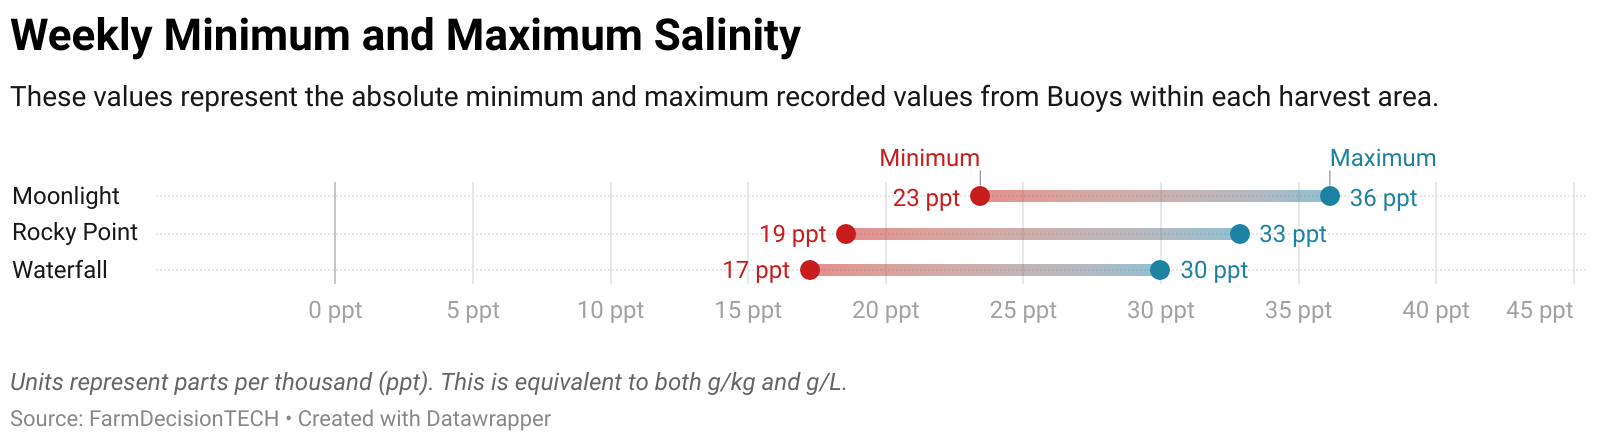 Weekly Minimum and Maximum Salinity
These values represent the absolute minimum and maximum recorded values from Buoys within each harvest area.
Minimum Maximum
Moonlight 23 ppt 36 ppt
Rocky Point 19 ppt 33 ppt
Waterfall 17 ppt 30 ppt
0 ppt 5 ppt 10 ppt 15 ppt 20 ppt 25 ppt 30 ppt 35 ppt 40 ppt 45 ppt
Units represent parts per thousand (ppt). This is equivalent to both g/kg and g/L.
Source: FarmDecisionTECH • Created with Datawrapper